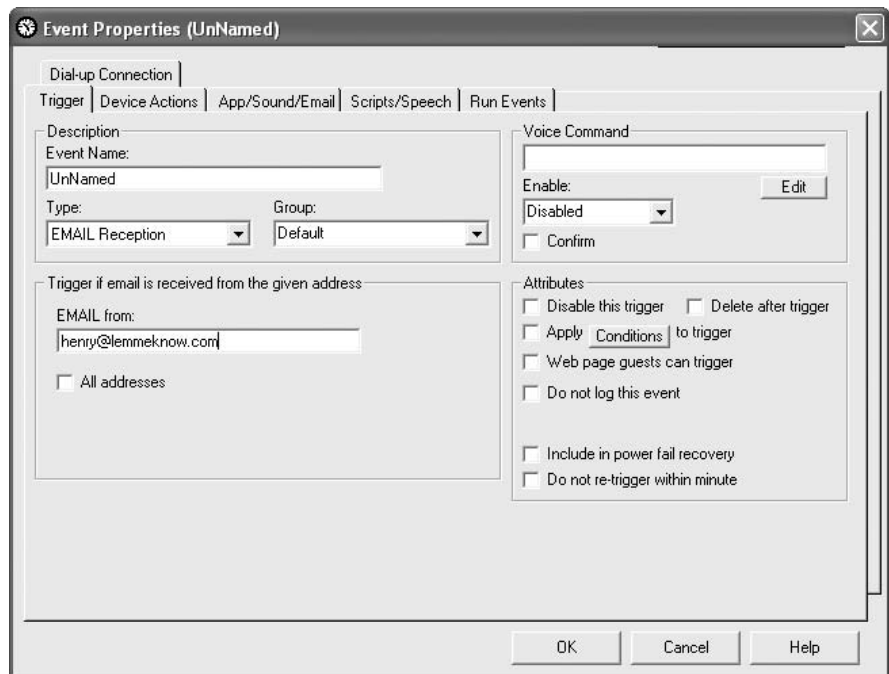 Event Properties (UnNamed)
Dial-up Connection
Trigger Device Actions App/Sound/Email Scripts/Speech Run Events
Description
Event Name:
UnNamed
Type: Group:
EMAIL Reception Default
Voice Command
Enable: Edit
Disabled
Confirm
Trigger if email is received from the given address
EMAIL from:
henry@lemmeknow.com
All addresses
Attributes
Disable this trigger Delete after trigger
Apply Conditions to trigger
Web page guests can trigger
Do not log this event
Include in power fail recovery
Do not re-trigger within minute
OK Cancel Help